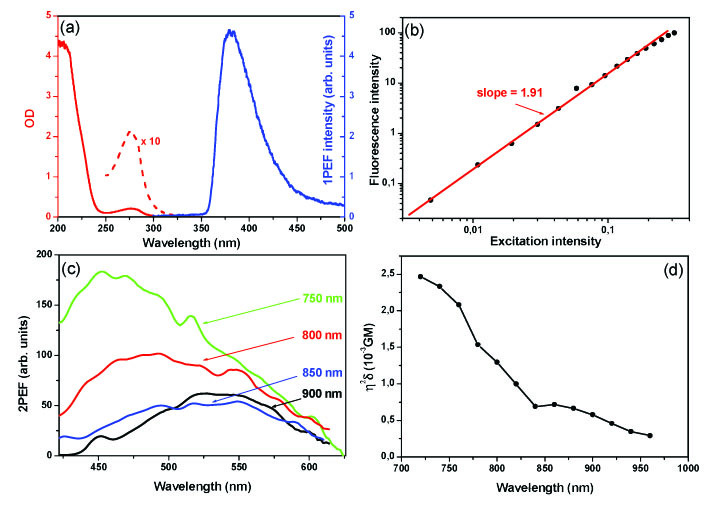 (a)
5
4
3
2
1
0
OD
x 10
5
4
3
2
1
0
1PEF intensity (arb. units)
200 250 300 350 400 450 500
Wavelength (nm)
(b)
100
10
1
0,1
Fluorescence intensity
slope = 1.91
0,01 0,1
Excitation intensity
(c)
200
150
100
50
0
2PEF (arb. units)
750 nm
800 nm
850 nm
900 nm
450 500 550 600
Wavelength (nm)
(d)
2,5
2,0
1,5
1,0
0,5
0,0
η²δ (10⁻³GM)
700 750 800 850 900 950 1000
Wavelength (nm)